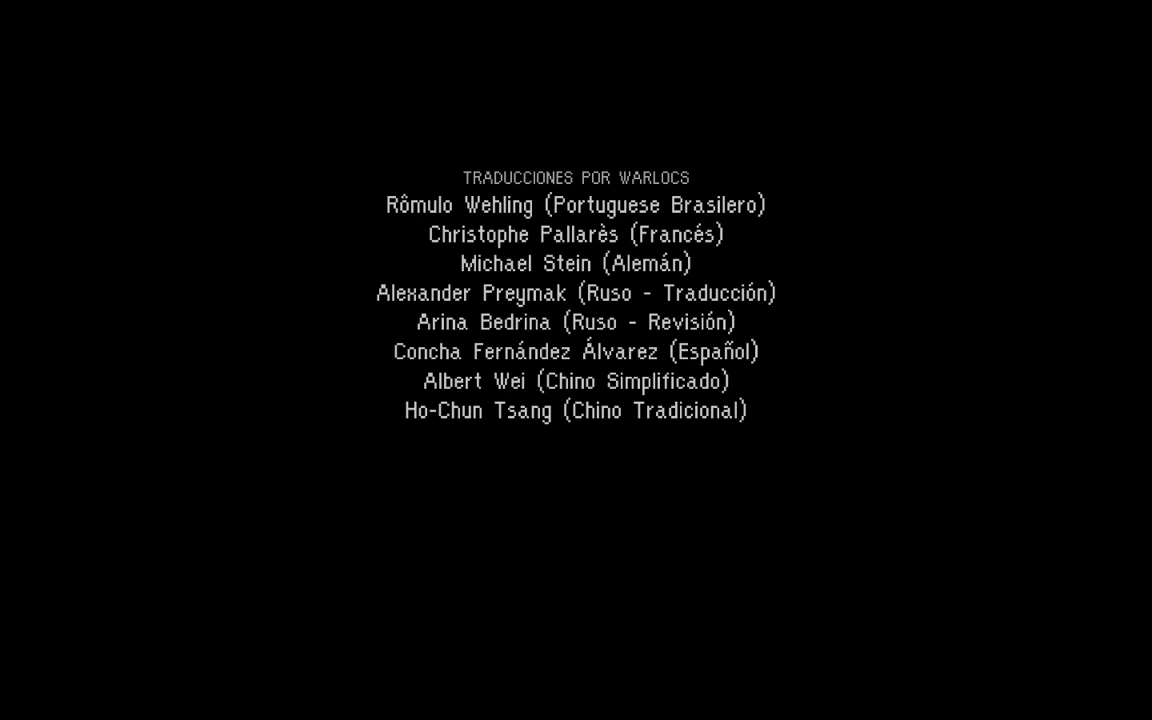 TRADUCCIONES POR WARLOCS
Rômulo Wehling (Portuguese Brasilero)
Christophe Pallarès (Francés)
Michael Stein (Alemán)
Alexander Preymak (Ruso - Traducción)
Arina Bedrina (Ruso - Revisión)
Concha Fernández Álvarez (Español)
Albert Wei (Chino Simplificado)
Ho-Chun Tsang (Chino Tradicional)